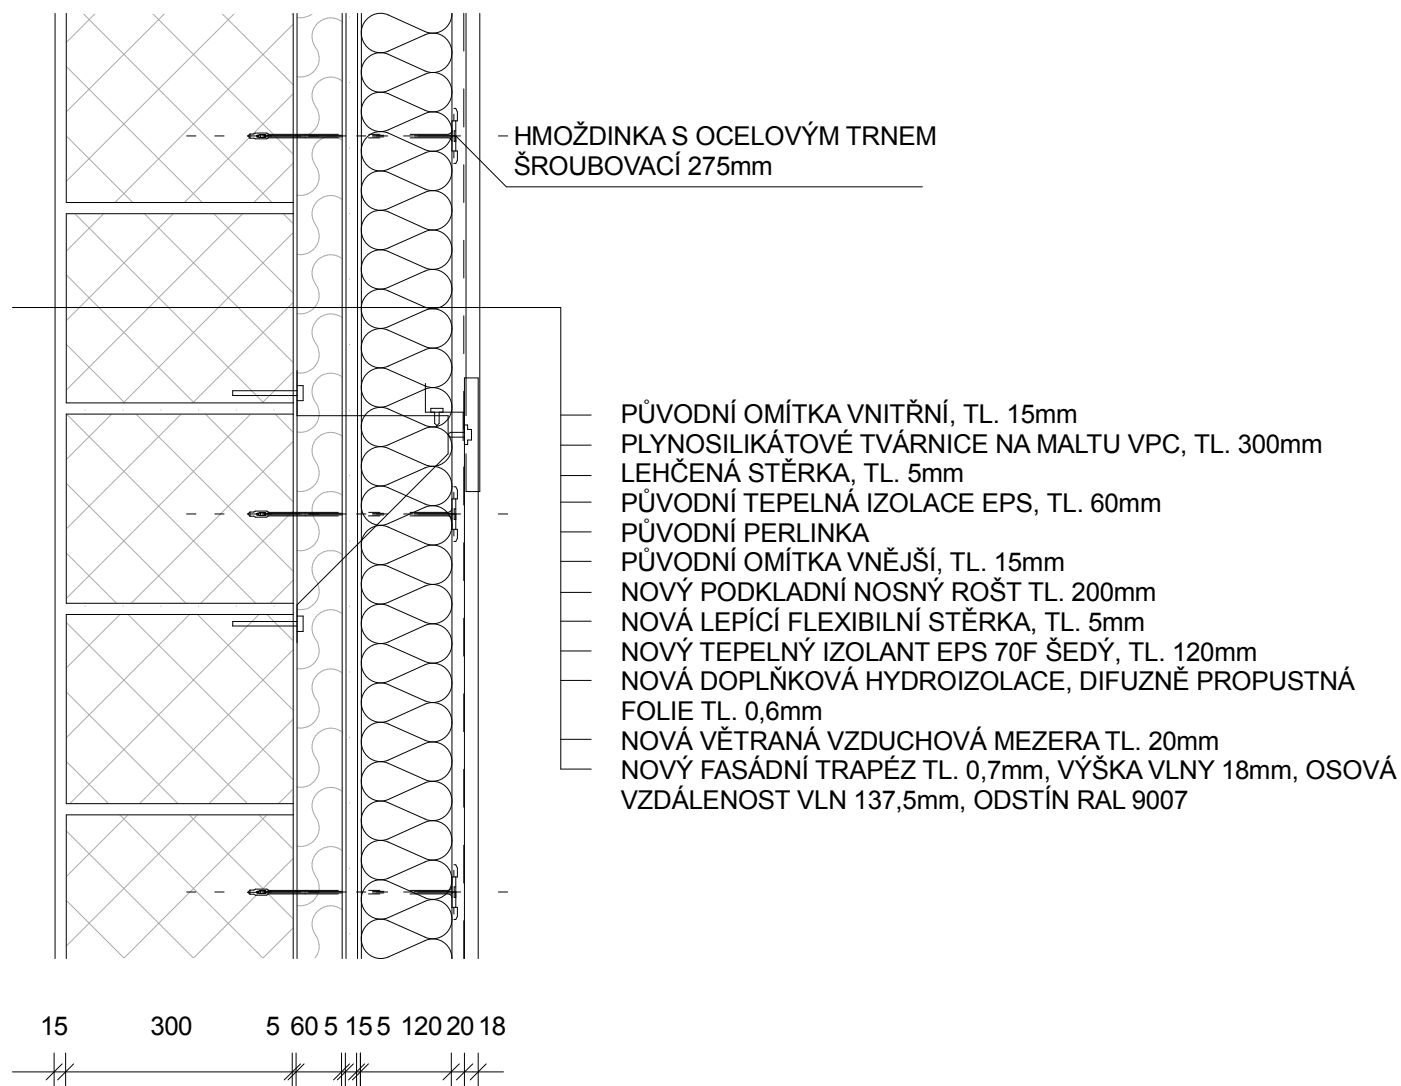 HMOŽDINKA S OCELOVÝM TRNEM
ŠROUBOVACÍ 275mm
PŮVODNÍ OMÍTKA VNITŘNÍ, TL. 15mm
PLYNOSILIKÁTOVÉ TVÁRNICE NA MALTU VPC, TL. 300mm
LEHČENÁ STĚRKA, TL. 5mm
PŮVODNÍ TEPELNÁ IZOLACE EPS, TL. 60mm
PŮVODNÍ PERLINKA
PŮVODNÍ OMÍTKA VNĚJŠÍ, TL. 15mm
NOVÝ PODKLADNÍ NOSNÝ ROŠT TL. 200mm
NOVÁ LEPÍCÍ FLEXIBILNÍ STĚRKA, TL. 5mm
NOVÝ TEPELNÝ IZOLANT EPS 70F ŠEDÝ, TL. 120mm
NOVÁ DOPLŇKOVÁ HYDROIZOLACE, DIFUZNĚ PROPUSTNÁ
FOLIE TL. 0,6mm
NOVÁ VĚTRANÁ VZDUCHOVÁ MEZERA TL. 20mm
NOVÝ FASÁDNÍ TRAPÉZ TL. 0,7mm, VÝŠKA VLNY 18mm, OSOVÁ
VZDÁLENOST VLN 137,5mm, ODSTÍN RAL 9007
15 300 5 60 5 15 5 120 20 18